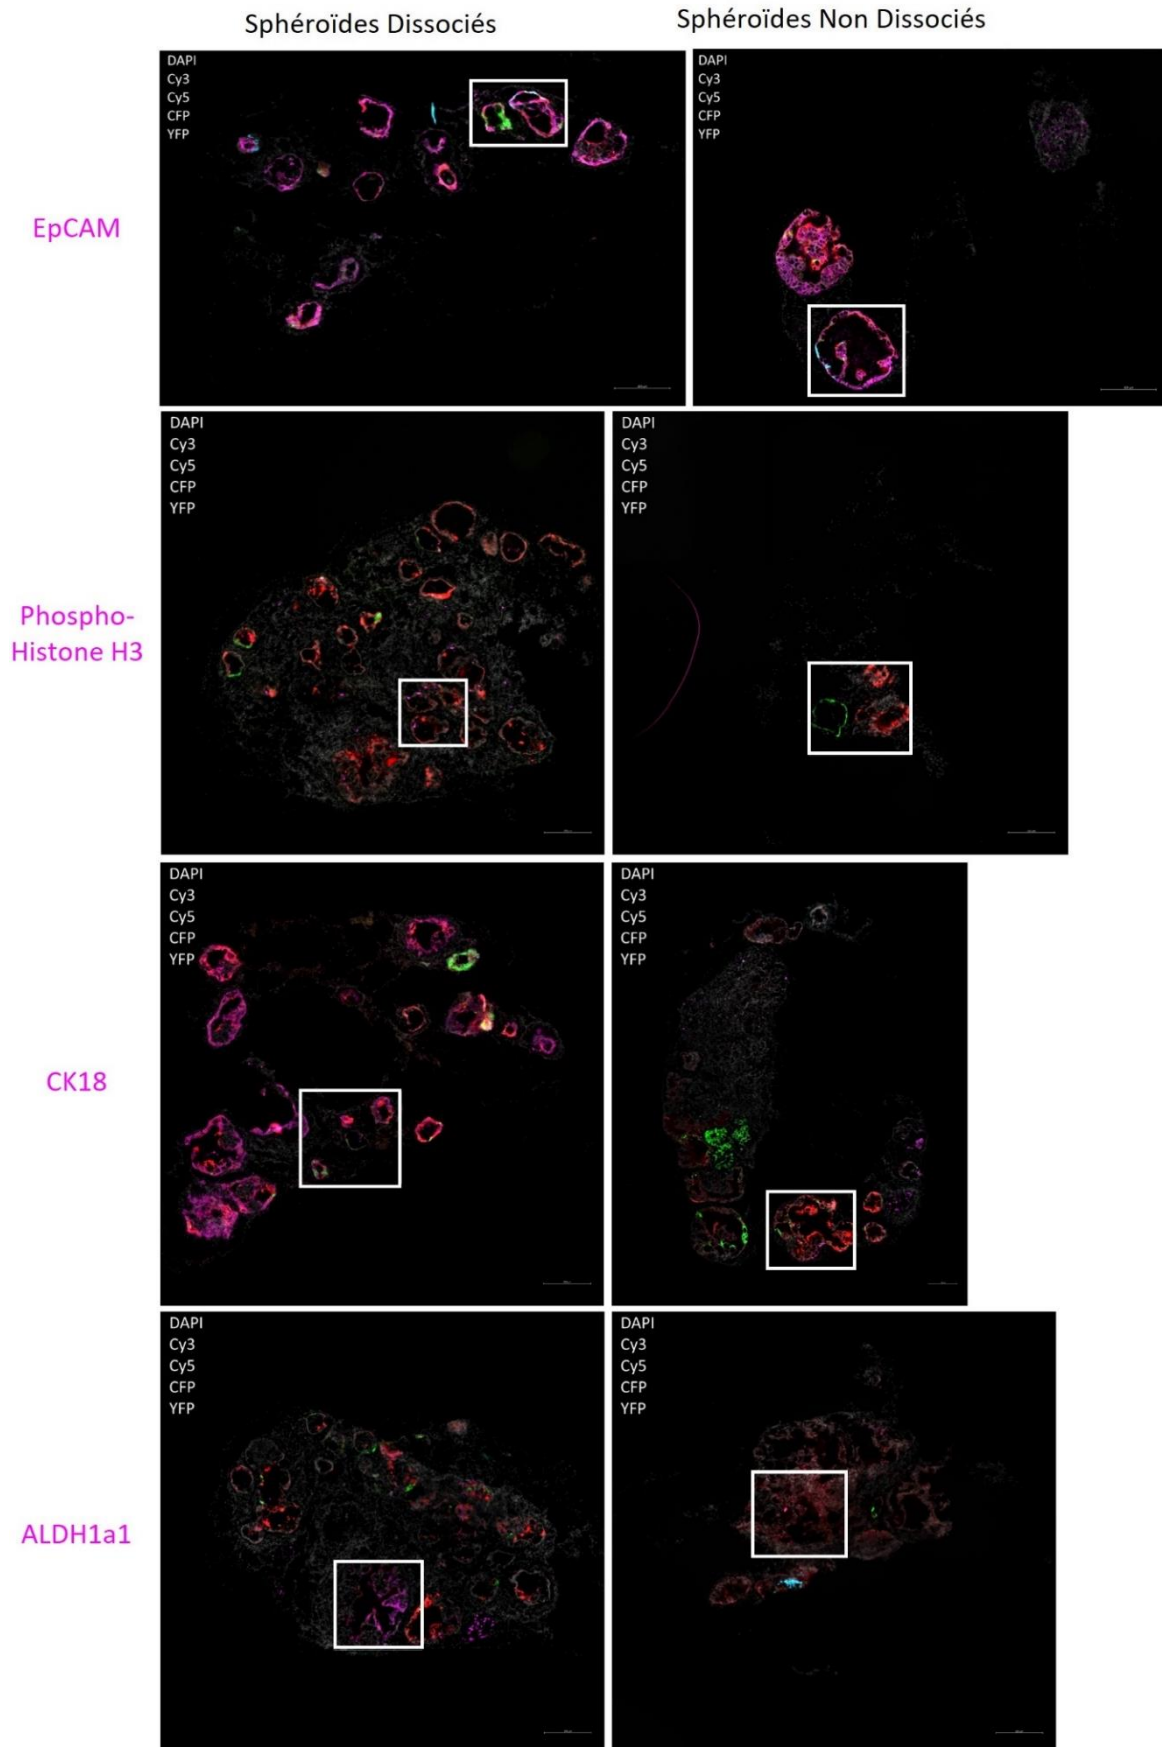 Sphéroïdes Dissociés
Sphéroïdes Non Dissociés
EpCAM
DAPI
Cy3
Cy5
CFP
YFP
DAPI
Cy3
Cy5
CFP
YFP
Phospho-
Histone H3
DAPI
Cy3
Cy5
CFP
YFP
DAPI
Cy3
Cy5
CFP
YFP
CK18
DAPI
Cy3
Cy5
CFP
YFP
DAPI
Cy3
Cy5
CFP
YFP
ALDH1a1
DAPI
Cy3
Cy5
CFP
YFP
DAPI
Cy3
Cy5
CFP
YFP